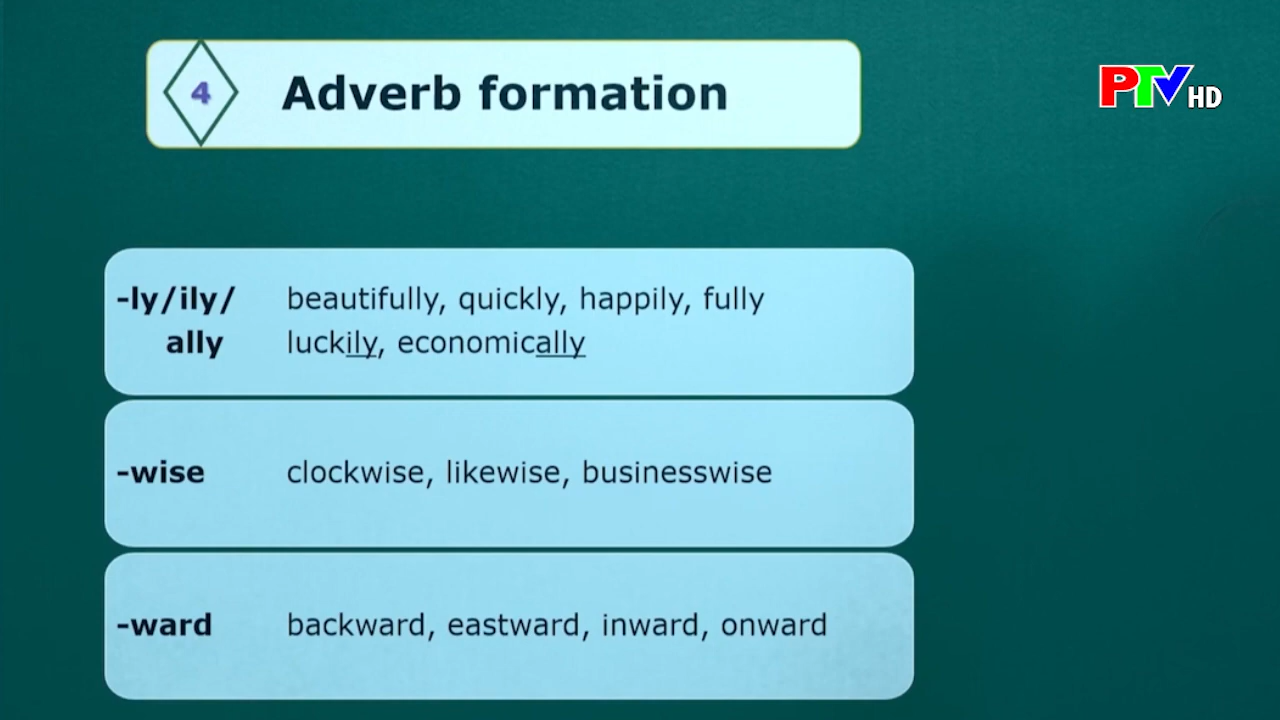 4 Adverb formation
PTV HD
-ly/ily/ beautifully, quickly, happily, fully
ally luckily, economically
-wise clockwise, likewise, businesswise
-ward backward, eastward, inward, onward